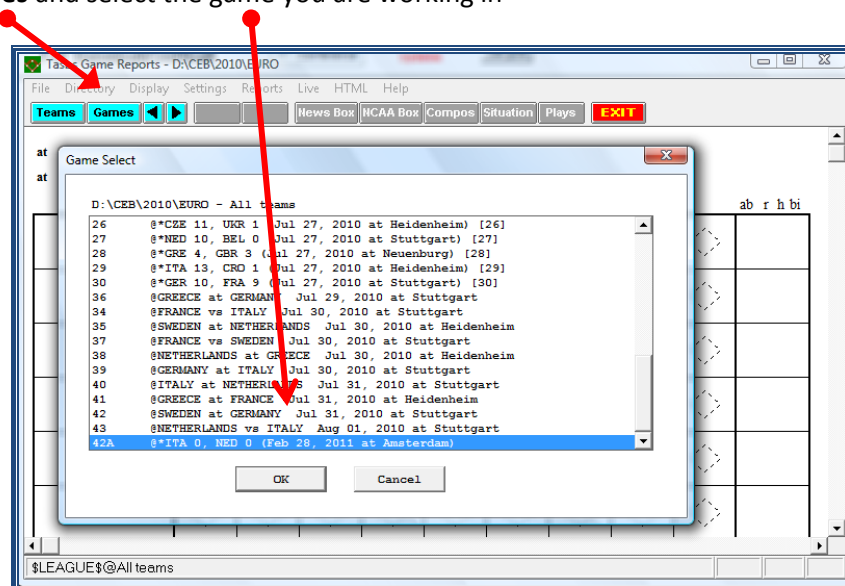 and select the game you are working in
Game Reports - D:\CEB\2010\EURO
File Directory Display Settings Reports Live HTML Help
Teams Games News Box NCAA Box Compos Situation Plays EXIT
at
at
ab r h bi
Game Select
D:\CEB\2010\EURO - All teams
26 @*CZE 11, UKR 1 (Jul 27, 2010 at Heidenheim) [26]
27 @*NED 10, BEL 0 (Jul 27, 2010 at Stuttgart) [27]
28 @*GRE 4, GBR 3 (Jul 27, 2010 at Neuenburg) [28]
29 @*ITA 13, CRO 1 (Jul 27, 2010 at Heidenheim) [29]
30 @*GER 10, FRA 9 (Jul 27, 2010 at Stuttgart) [30]
36 @GREECE at GERMANY Jul 29, 2010 at Stuttgart
34 @FRANCE vs ITALY Jul 30, 2010 at Stuttgart
35 @SWEDEN at NETHERLANDS Jul 30, 2010 at Heidenheim
37 @FRANCE vs SWEDEN Jul 30, 2010 at Stuttgart
38 @NETHERLANDS at GREECE Jul 30, 2010 at Heidenheim
39 @GERMANY at ITALY Jul 30, 2010 at Stuttgart
40 @ITALY at NETHERLANDS Jul 31, 2010 at Stuttgart
41 @GREECE at FRANCE Jul 31, 2010 at Heidenheim
42 @SWEDEN at GERMANY Jul 31, 2010 at Stuttgart
43 @NETHERLANDS vs ITALY Aug 01, 2010 at Stuttgart
42A @*ITA 0, NED 0 (Feb 28, 2011 at Amsterdam)
OK Cancel
$LEAGUE$@All teams